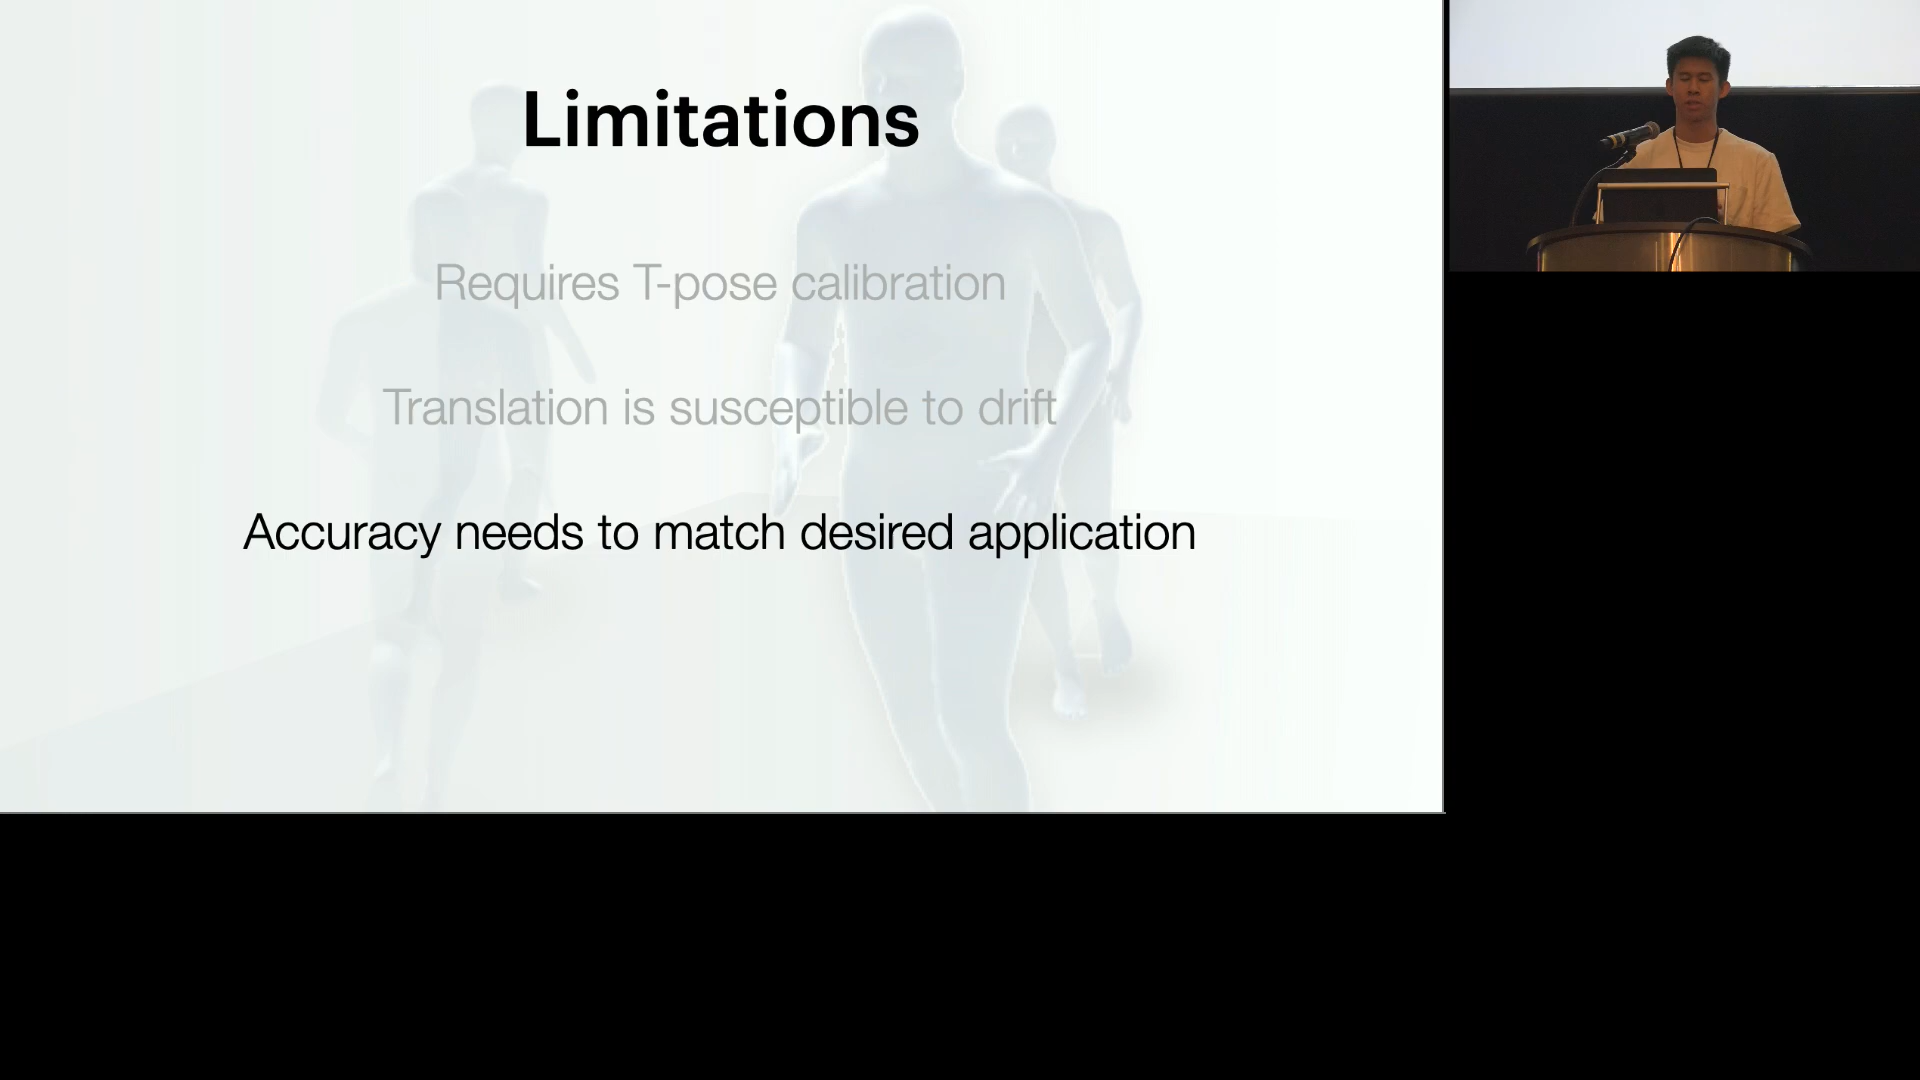 Limitations
Requires T-pose calibration
Translation is susceptible to drift
Accuracy needs to match desired application